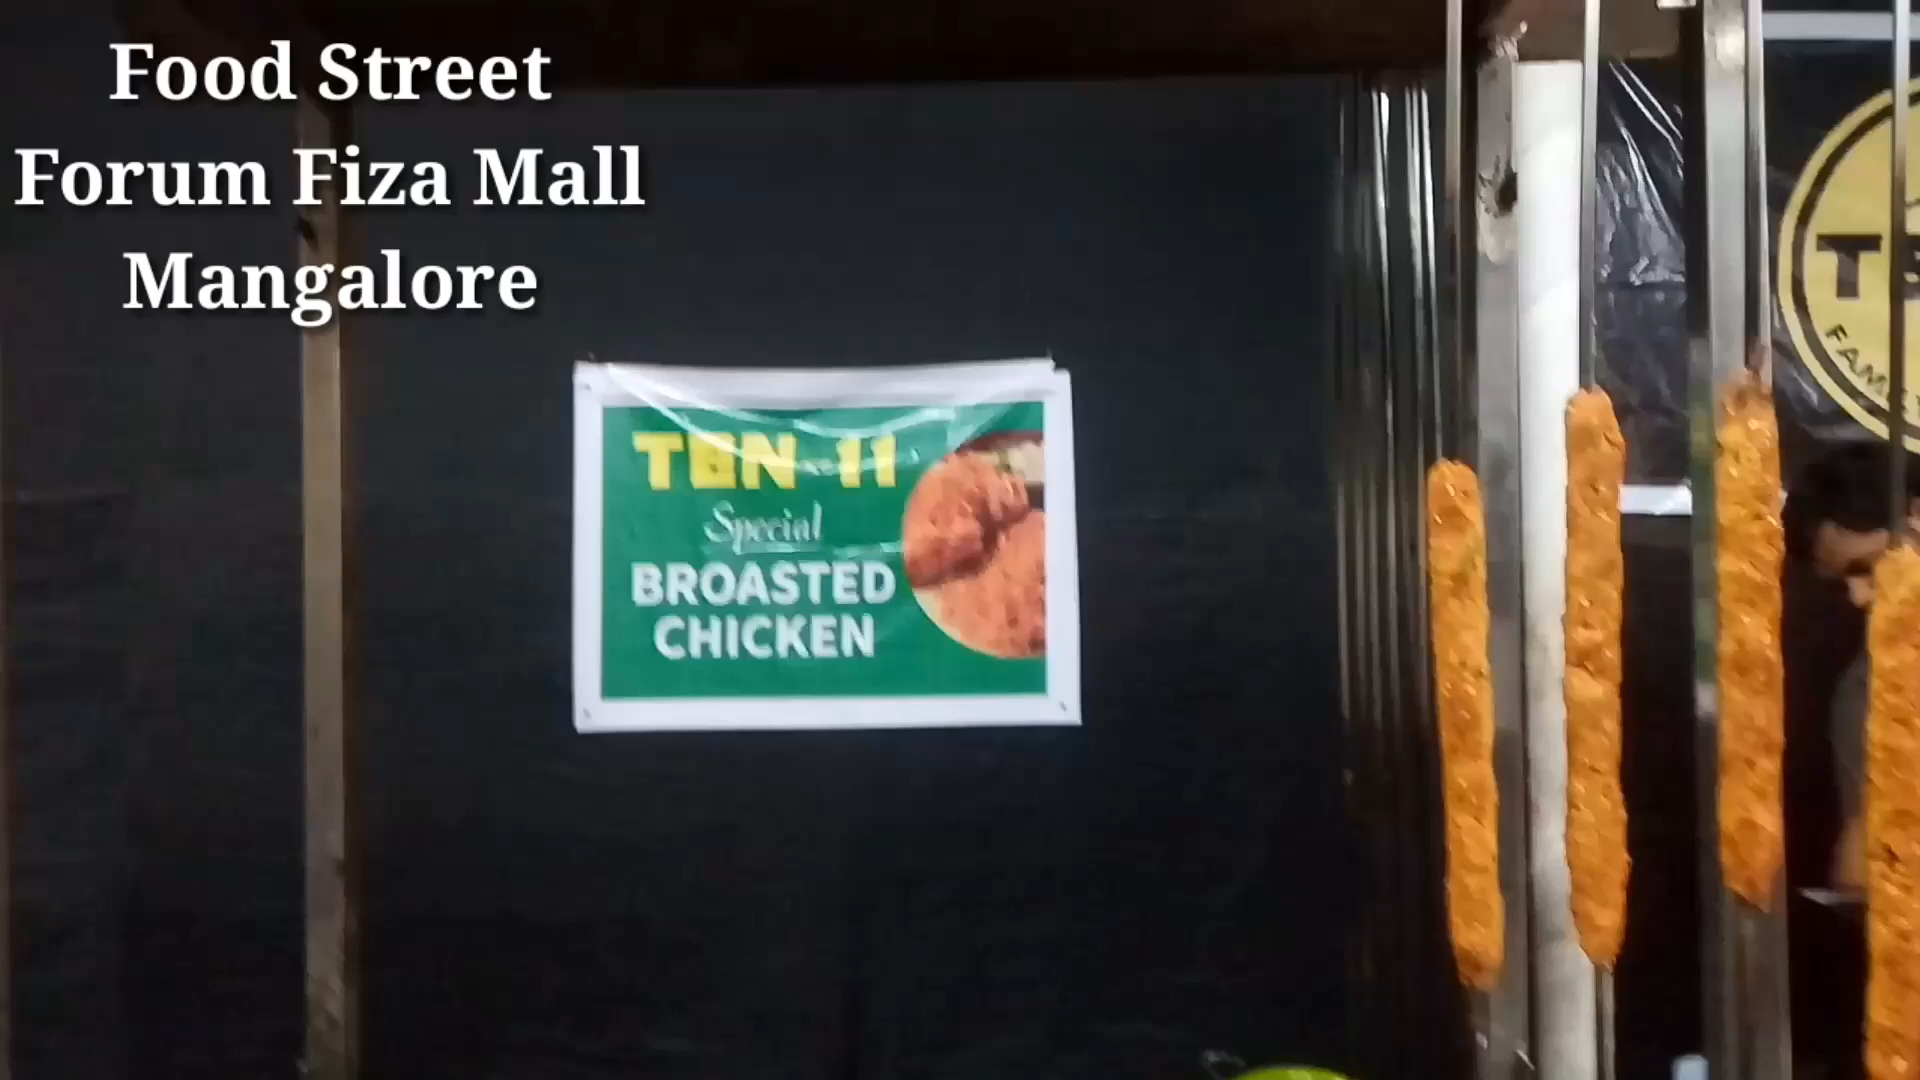 Food Street
Forum Fiza Mall
Mangalore
TEN 11
Special
BROASTED
CHICKEN